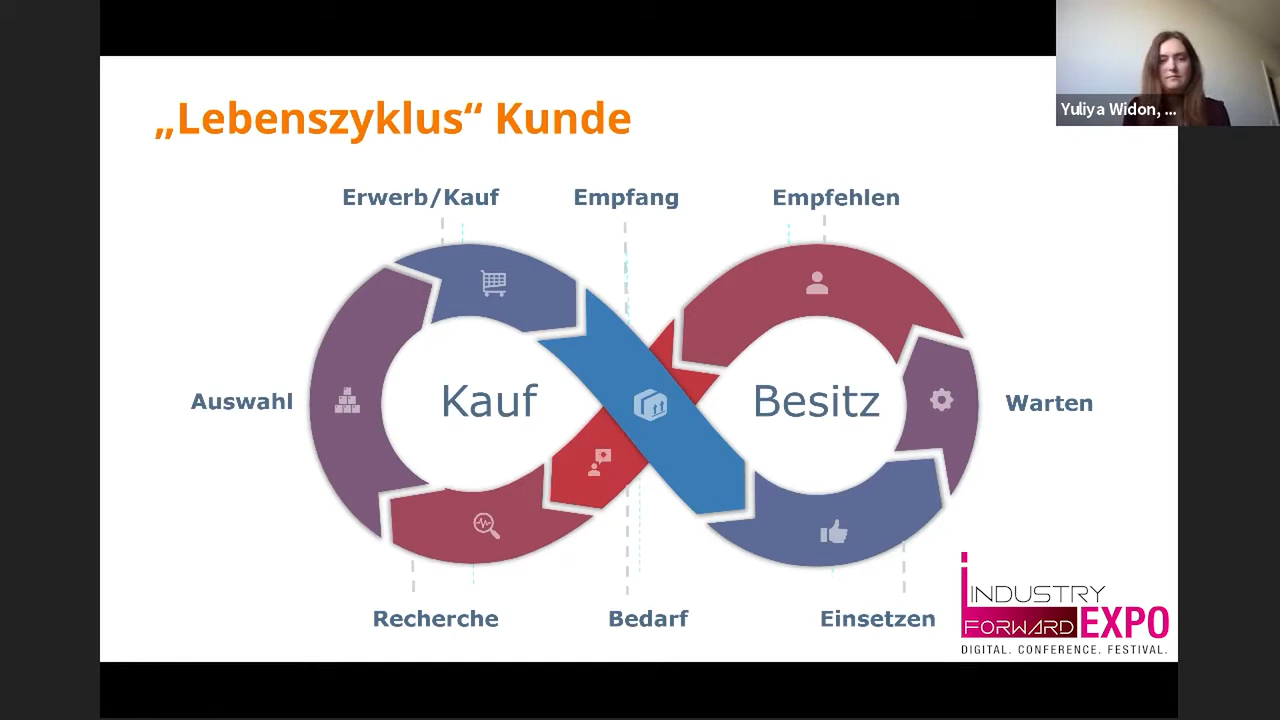 „Lebenszyklus“ Kunde
Yuliya Widon, ...
Erwerb/Kauf
Empfang
Empfehlen
Auswahl
Kauf
Besitz
Warten
Recherche
Bedarf
Einsetzen
INDUSTRY
FORWARD EXPO
DIGITAL. CONFERENCE. FESTIVAL.